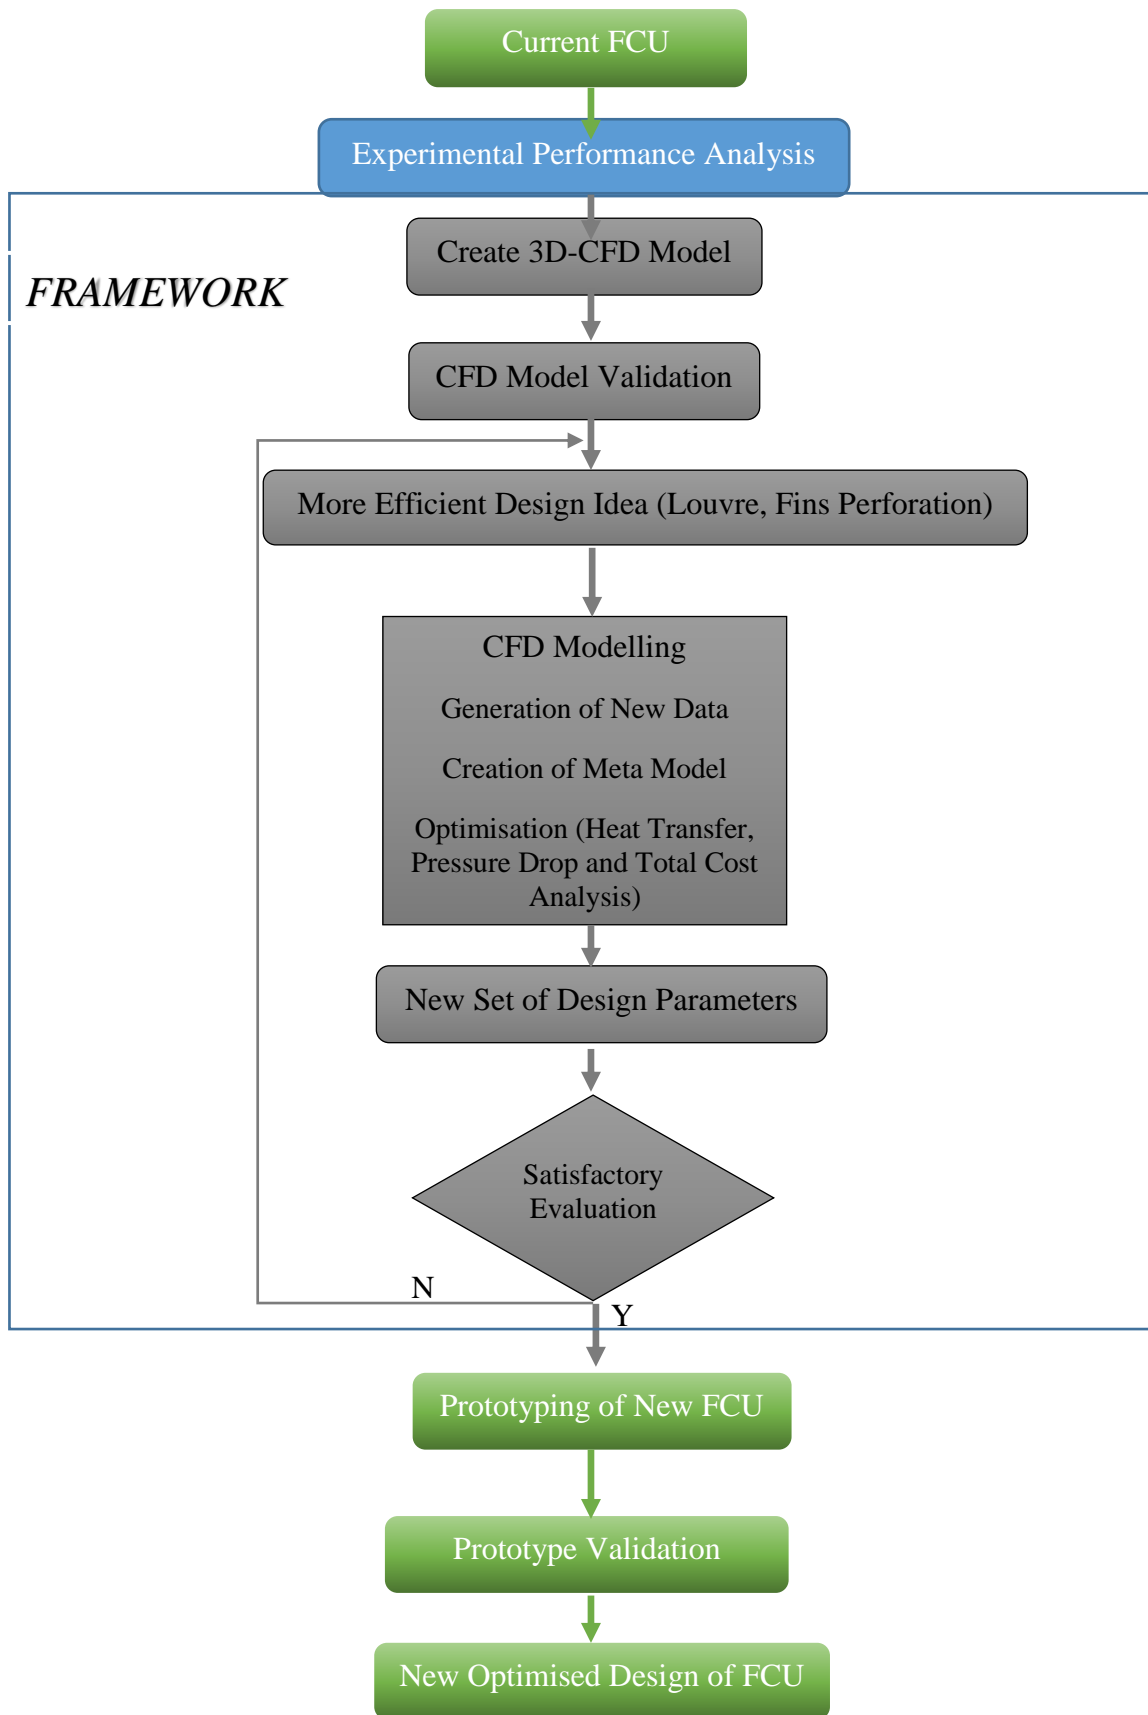 Current FCU
Experimental Performance Analysis
Create 3D-CFD Model
FRAMEWORK
CFD Model Validation
More Efficient Design Idea (Louvre, Fins Perforation)
CFD Modelling
Generation of New Data
Creation of Meta Model
Optimisation (Heat Transfer,
Pressure Drop and Total Cost
Analysis)
New Set of Design Parameters
Satisfactory
Evaluation
N
Y
Prototyping of New FCU
Prototype Validation
New Optimised Design of FCU